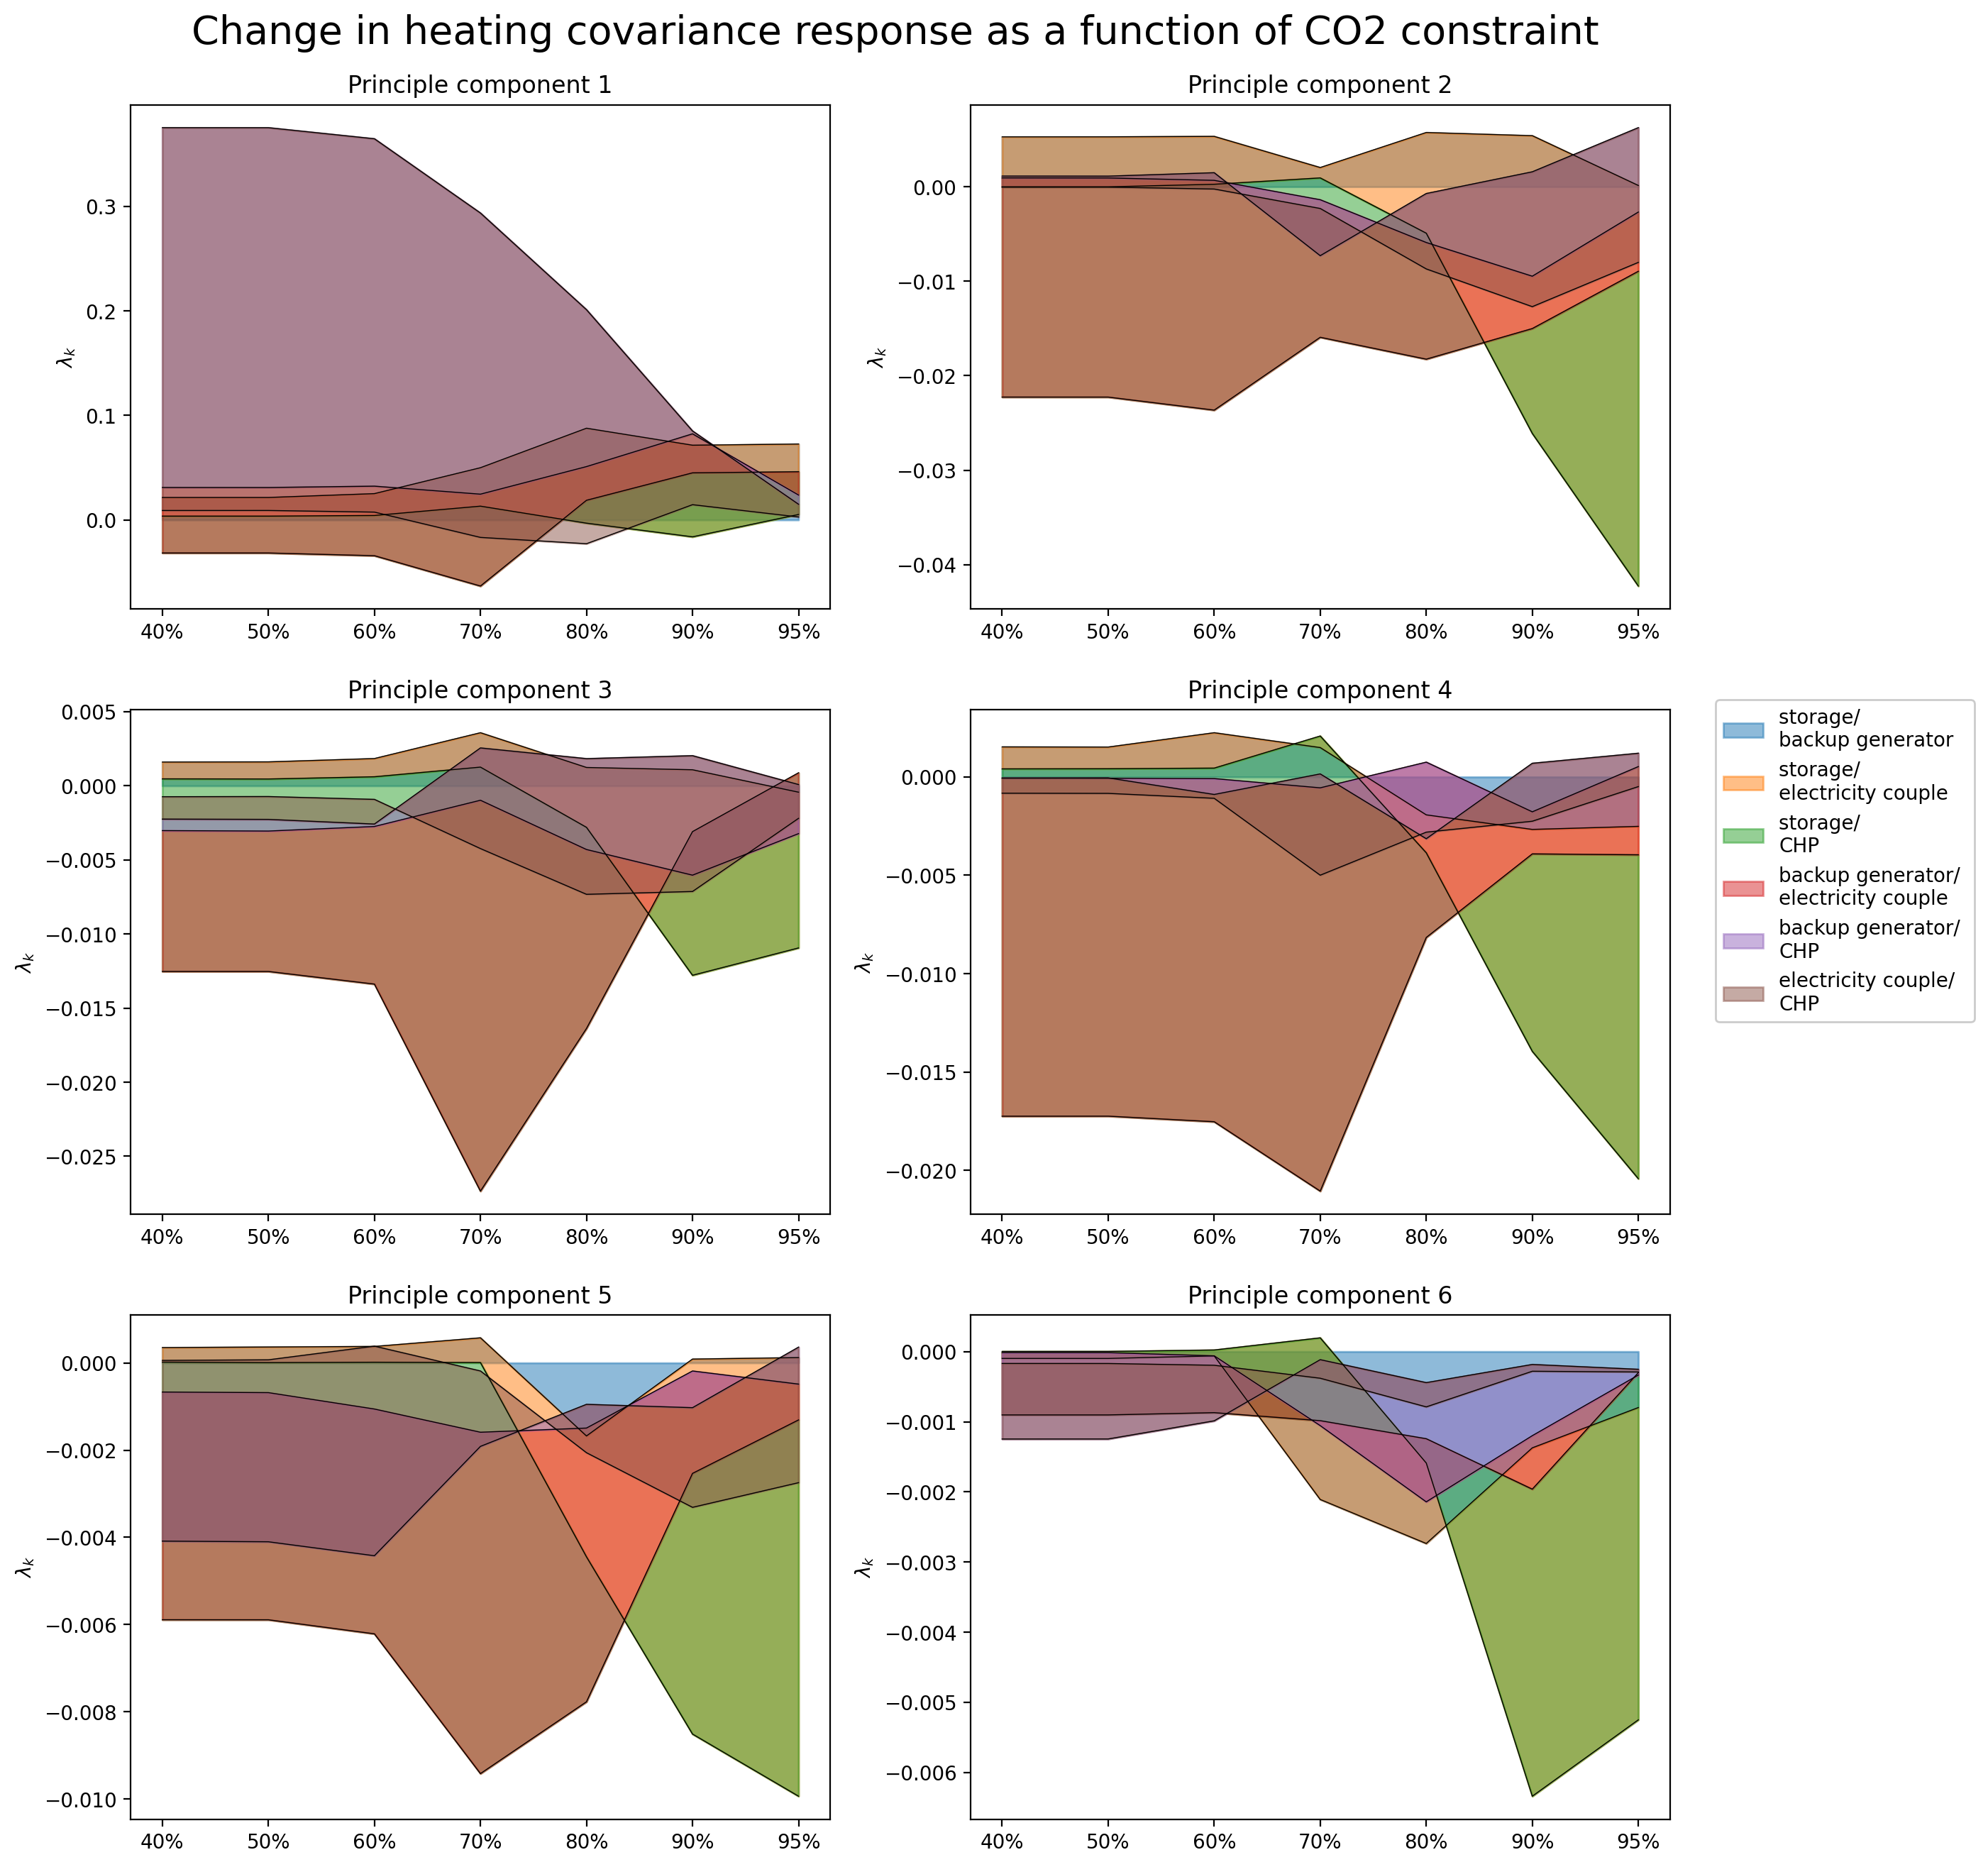 Change in heating covariance response as a function of CO2 constraint
Principle component 1
λk
0.3
0.2
0.1
0.0
40% 50% 60% 70% 80% 90% 95%
Principle component 2
λk
0.00
−0.01
−0.02
−0.03
−0.04
40% 50% 60% 70% 80% 90% 95%
Principle component 3
λk
0.005
0.000
−0.005
−0.010
−0.015
−0.020
−0.025
40% 50% 60% 70% 80% 90% 95%
Principle component 4
λk
0.000
−0.005
−0.010
−0.015
−0.020
40% 50% 60% 70% 80% 90% 95%
storage/
backup generator
storage/
electricity couple
storage/
CHP
backup generator/
electricity couple
backup generator/
CHP
electricity couple/
CHP
Principle component 5
λk
0.000
−0.002
−0.004
−0.006
−0.008
−0.010
40% 50% 60% 70% 80% 90% 95%
Principle component 6
λk
0.000
−0.001
−0.002
−0.003
−0.004
−0.005
−0.006
40% 50% 60% 70% 80% 90% 95%